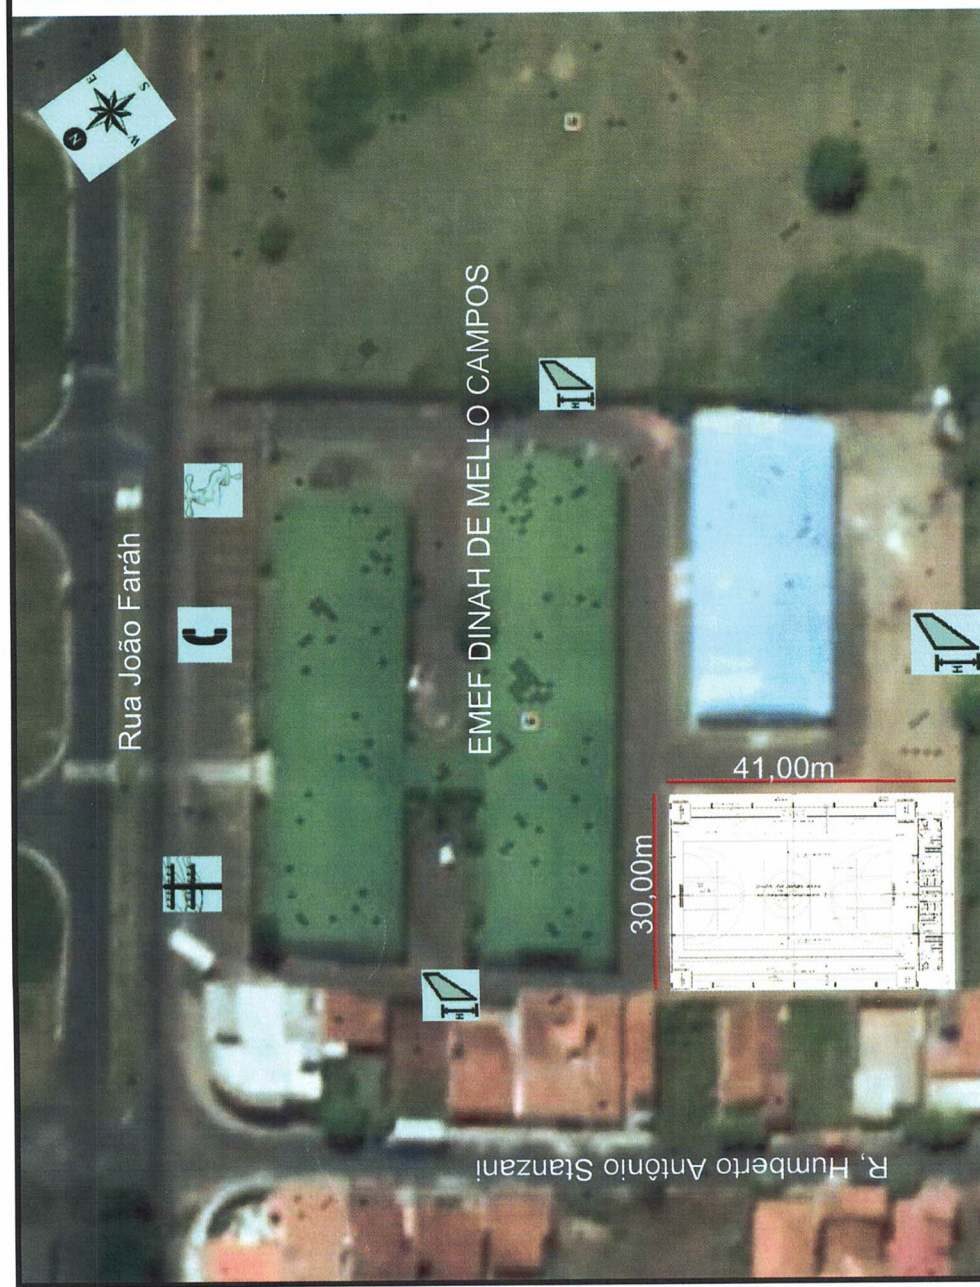 N
E
S
W
Rua João Faráh
EMEF DINAH DE MELLO CAMPOS
H
H
H
30,00m
41,00m
R, Humberto Antônio Stanzani